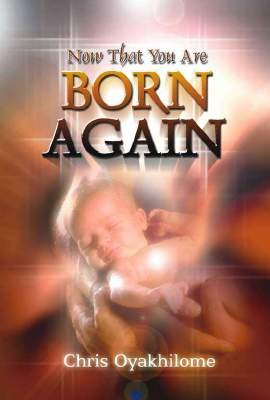 Now That You Are
BORN
AGAIN
Chris Oyakhilome